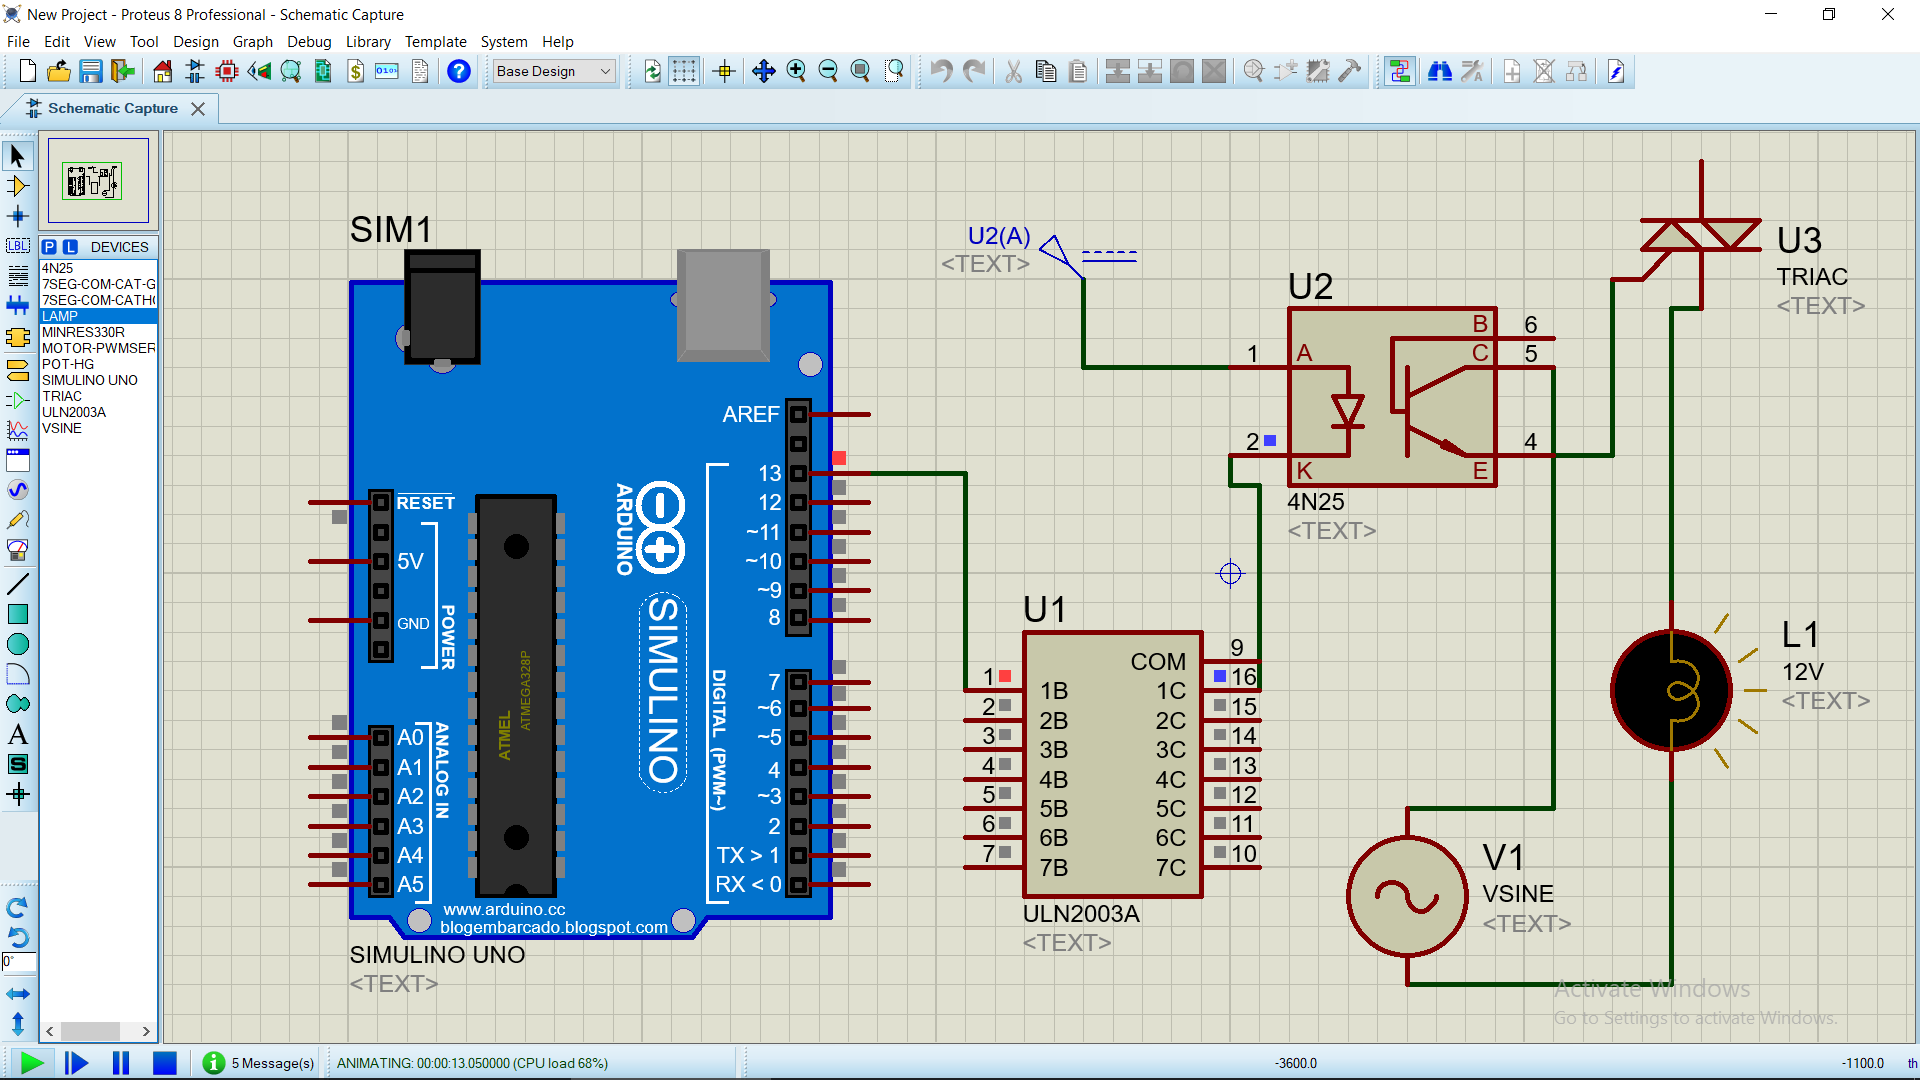 New Project - Proteus 8 Professional - Schematic Capture
File Edit View Tool Design Graph Debug Library Template System Help
Base Design
Schematic Capture
P L DEVICES
4N25
7SEG-COM-CAT-G
7SEG-COM-CATH
LAMP
MINRES330R
MOTOR-PWMSER
POT-HG
SIMULINO UNO
TRIAC
ULN2003A
VSINE
LBL
A
S
0°
SIM1
AREF
13
12
~11
~10
~9
8
7
~6
~5
4
~3
2
TX > 1
RX < 0
RESET
5V
GND
POWER
A0
A1
A2
A3
A4
A5
ANALOG IN
ARDUINO
SIMULINO
DIGITAL (PWM~)
ATMEL
ATMEGA328P
www.arduino.cc
blogembarcado.blogspot.com
SIMULINO UNO
<TEXT>
U2(A)
<TEXT>
U1
COM 9
1 1B 1C 16
2 2B 2C 15
3 3B 3C 14
4 4B 4C 13
5 5B 5C 12
6 6B 6C 11
7 7B 7C 10
ULN2003A
<TEXT>
U2
B 6
1 A C 5
2 4
K E
4N25
<TEXT>
U3
TRIAC
<TEXT>
L1
12V
<TEXT>
V1
VSINE
<TEXT>
Activate Windows
Go to Settings to activate Windows.
5 Message(s) ANIMATING: 00:00:13.050000 (CPU load 68%) -3600.0 -1100.0 th